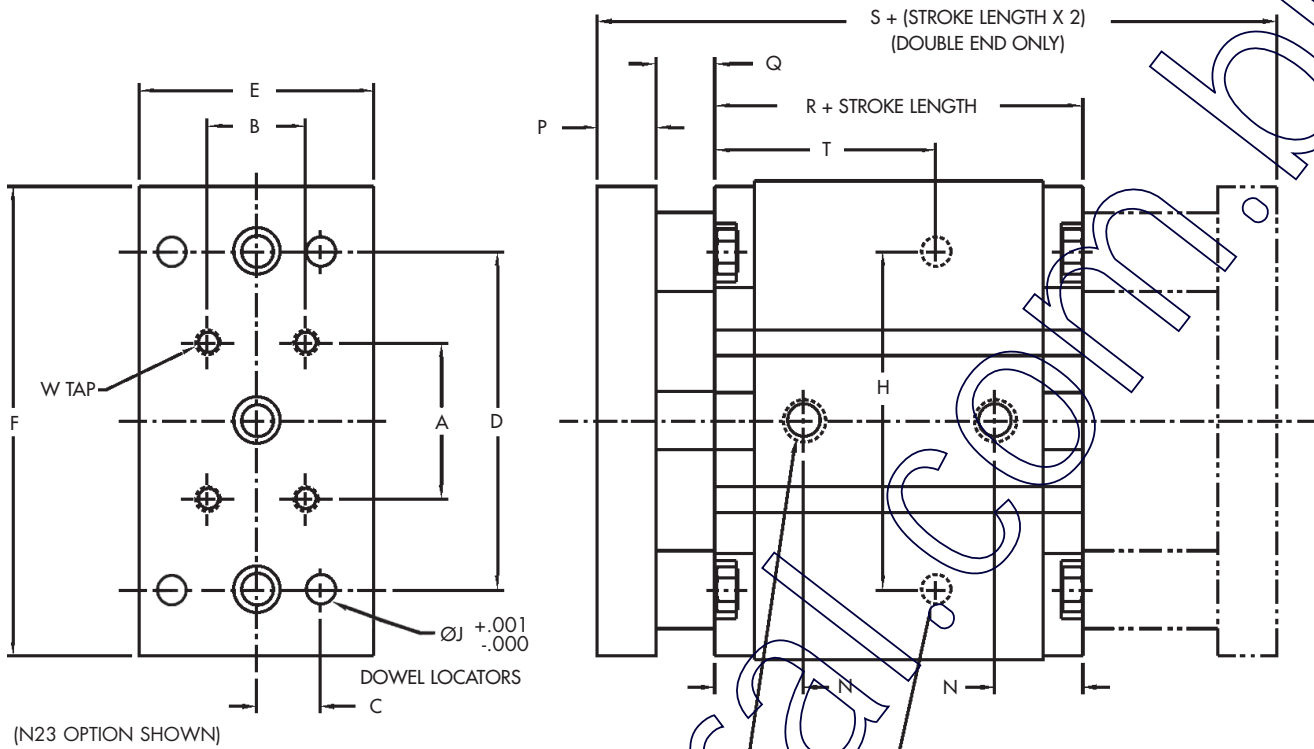 S + (STROKE LENGTH X 2)
(DOUBLE END ONLY)
Q
E
R + STROKE LENGTH
B
P
T
W TAP
F
A
D
H
ØJ +.001
-.000
DOWEL LOCATORS
N
N
C
(N23 OPTION SHOWN)